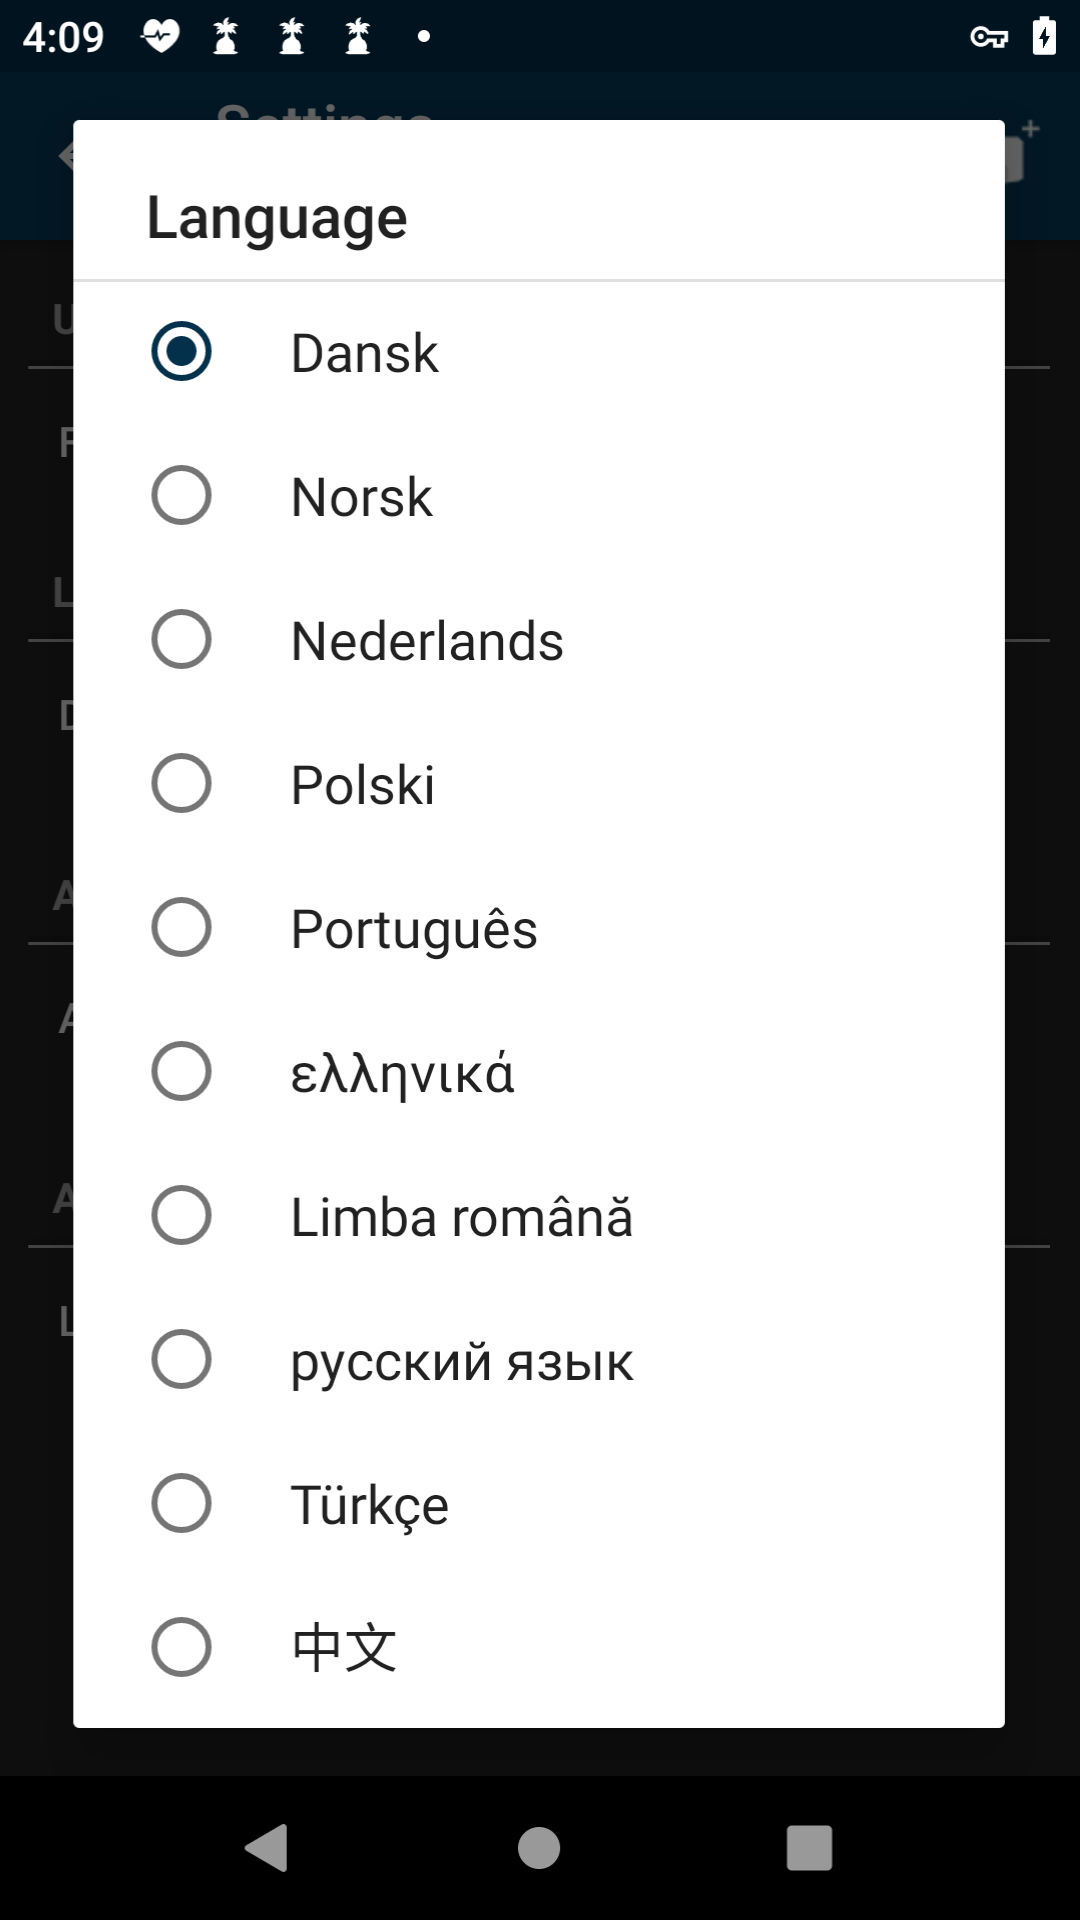 4:09
Language
Dansk
Norsk
Nederlands
Polski
Português
ελληνικά
Limba română
русский язык
Türkçe
中文